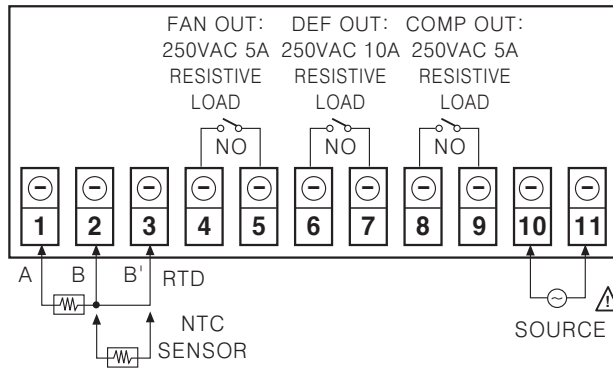 FAN OUT: DEF OUT: COMP OUT:
250VAC 5A 250VAC 10A 250VAC 5A
RESISTIVE RESISTIVE RESISTIVE
LOAD LOAD LOAD
NO NO NO
1 2 3 4 5 6 7 8 9 10 11
A B B' RTD
NTC
SENSOR
SOURCE